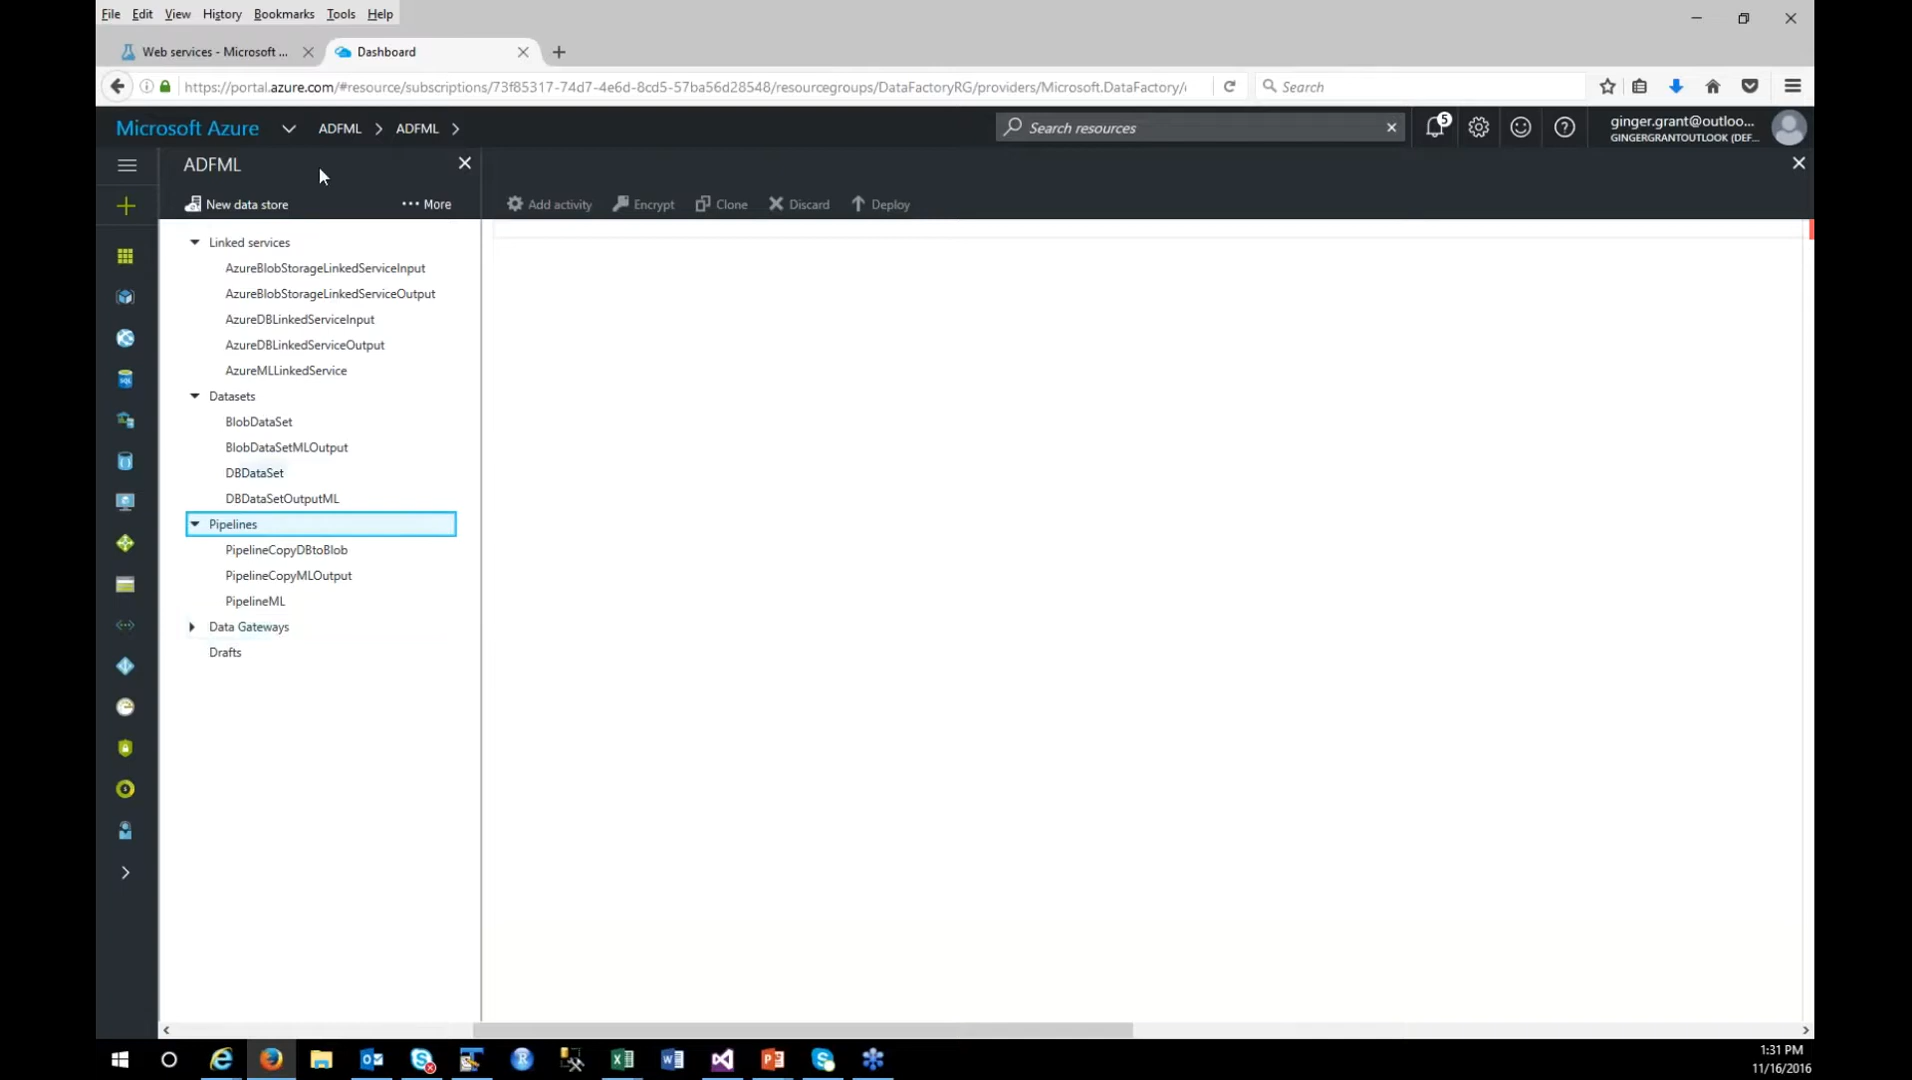 File Edit View History Bookmarks Tools Help
Web services - Microsoft ...
Dashboard
https://portal.azure.com/#resource/subscriptions/73f85317-74d7-4e6d-8cd5-57ba56d28548/resourcegroups/DataFactoryRG/providers/Microsoft.DataFactory/
Search
Microsoft Azure ADFML > ADFML >
Search resources
5
ginger.grant@outloo...
GINGERGRANTOUTLOOK (DEF...
ADFML
New data store
... More
Add activity Encrypt Clone Discard Deploy
Linked services
AzureBlobStorageLinkedServiceInput
AzureBlobStorageLinkedServiceOutput
AzureDBLinkedServiceInput
AzureDBLinkedServiceOutput
AzureMLLinkedService
Datasets
BlobDataSet
BlobDataSetMLOutput
DBDataSet
DBDataSetOutputML
Pipelines
PipelineCopyDBtoBlob
PipelineCopyMLOutput
PipelineML
Data Gateways
Drafts
1:31 PM
11/16/2016